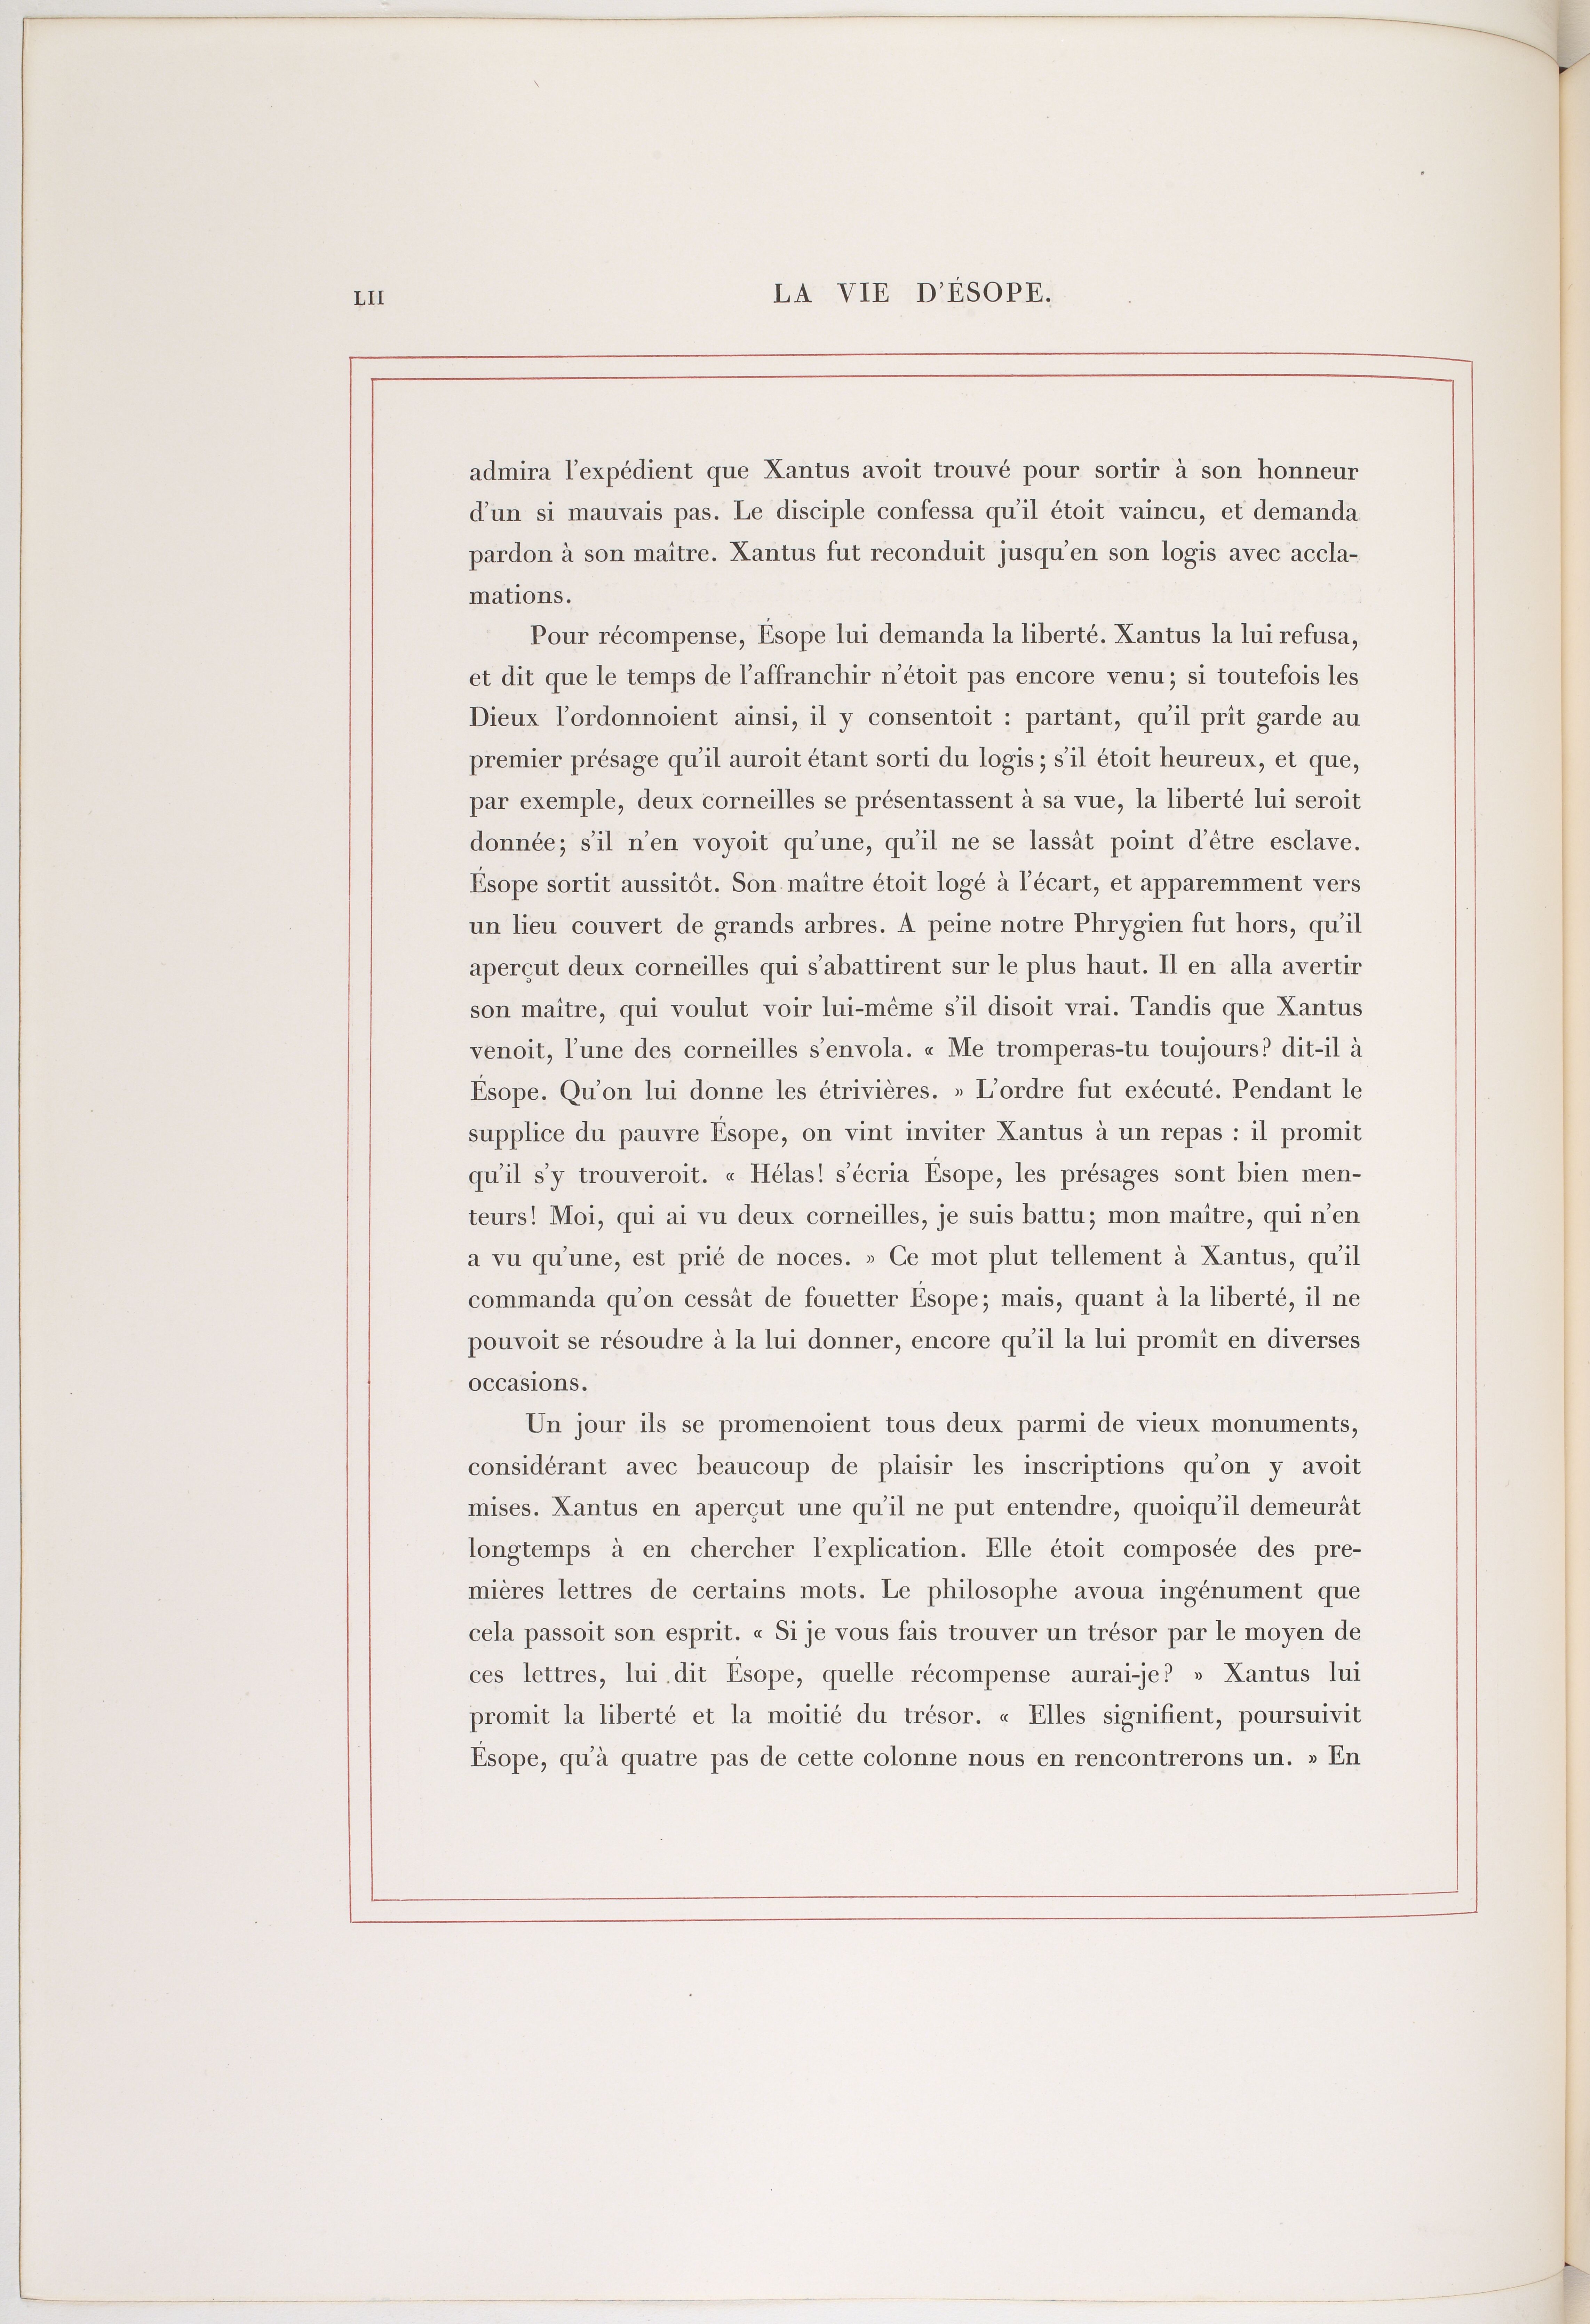 LII
LA VIE D'ÉSOPE.
admira l'expédient que Xantus avoit trouvé pour sortir à son honneur
d'un si mauvais pas. Le disciple confessa qu'il étoit vaincu, et demanda
pardon à son maître. Xantus fut reconduit jusqu'en son logis avec accla-
mations.
Pour récompense, Ésope lui demanda la liberté. Xantus la lui refusa,
et dit que le temps de l'affranchir n'étoit pas encore venu; si toutefois les
Dieux l'ordonnoient ainsi, il y consentoit : partant, qu'il prît garde au
premier présage qu'il auroit étant sorti du logis; s'il étoit heureux, et que,
par exemple, deux corneilles se présentassent à sa vue, la liberté lui seroit
donnée; s'il n'en voyoit qu'une, qu'il ne se lassât point d'être esclave.
Ésope sortit aussitôt. Son maître étoit logé à l'écart, et apparemment vers
un lieu couvert de grands arbres. A peine notre Phrygien fut hors, qu'il
aperçut deux corneilles qui s'abattirent sur le plus haut. Il en alla avertir
son maître, qui voulut voir lui-même s'il disoit vrai. Tandis que Xantus
venoit, l'une des corneilles s'envola. « Me tromperas-tu toujours? dit-il à
Ésope. Qu'on lui donne les étrivières. » L'ordre fut exécuté. Pendant le
supplice du pauvre Ésope, on vint inviter Xantus à un repas : il promit
qu'il s'y trouveroit. « Hélas! s'écria Ésope, les présages sont bien men-
teurs! Moi, qui ai vu deux corneilles, je suis battu; mon maître, qui n'en
a vu qu'une, est prié de noces. » Ce mot plut tellement à Xantus, qu'il
commanda qu'on cessât de fouetter Ésope; mais, quant à la liberté, il ne
pouvoit se résoudre à la lui donner, encore qu'il la lui promît en diverses
occasions.
Un jour ils se promenoient tous deux parmi de vieux monuments,
considérant avec beaucoup de plaisir les inscriptions qu'on y avoit
mises. Xantus en aperçut une qu'il ne put entendre, quoiqu'il demeurât
longtemps à en chercher l'explication. Elle étoit composée des pre-
mières lettres de certains mots. Le philosophe avoua ingénument que
cela passoit son esprit. « Si je vous fais trouver un trésor par le moyen de
ces lettres, lui dit Ésope, quelle récompense aurai-je? » Xantus lui
promit la liberté et la moitié du trésor. « Elles signifient, poursuivit
Ésope, qu'à quatre pas de cette colonne nous en rencontrerons un. » En